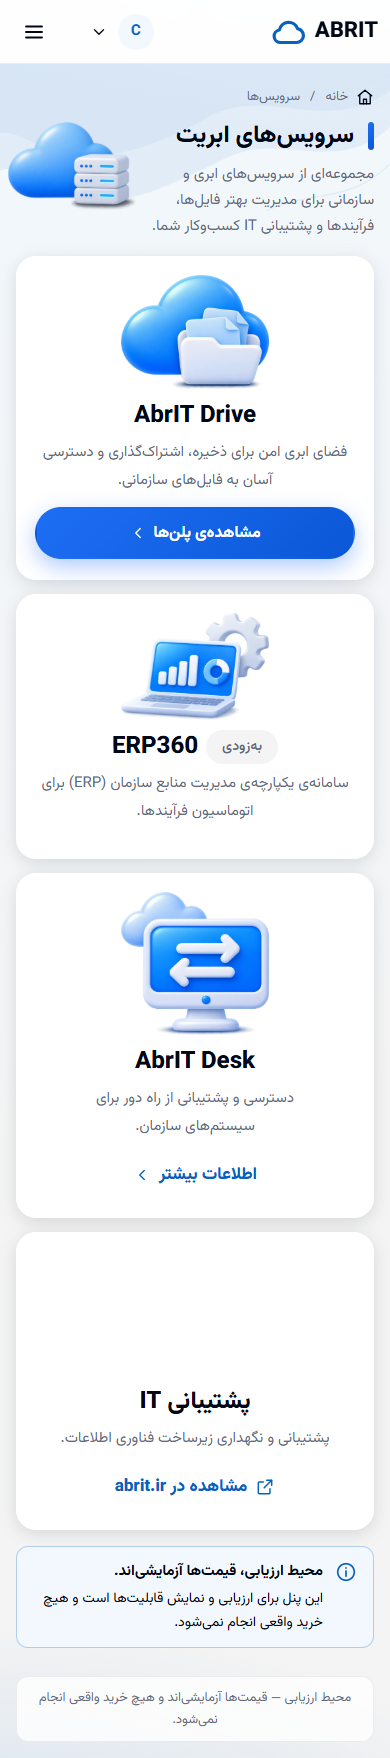 ABRIT
C
خانه / سرویس‌ها
سرویس‌های ابریت
مجموعه‌ای از سرویس‌های ابری و
سازمانی برای مدیریت بهتر فایل‌ها،
فرآیندها و پشتیبانی IT کسب‌وکار شما.
AbrIT Drive
فضای ابری امن برای ذخیره، اشتراک‌گذاری و دسترسی
آسان به فایل‌های سازمانی.
مشاهده‌ی پلن‌ها
ERP360 به‌زودی
سامانه‌ی یکپارچه‌ی مدیریت منابع سازمان (ERP) برای
اتوماسیون فرآیندها.
AbrIT Desk
دسترسی و پشتیبانی از راه دور برای
سیستم‌های سازمان.
اطلاعات بیشتر
پشتیبانی IT
پشتیبانی و نگهداری زیرساخت فناوری اطلاعات.
مشاهده در abrit.ir
محیط ارزیابی، قیمت‌ها آزمایشی‌اند.
این پنل برای ارزیابی و نمایش قابلیت‌ها است و هیچ
خرید واقعی انجام نمی‌شود.
محیط ارزیابی — قیمت‌ها آزمایشی‌اند و هیچ خرید واقعی انجام
نمی‌شود.